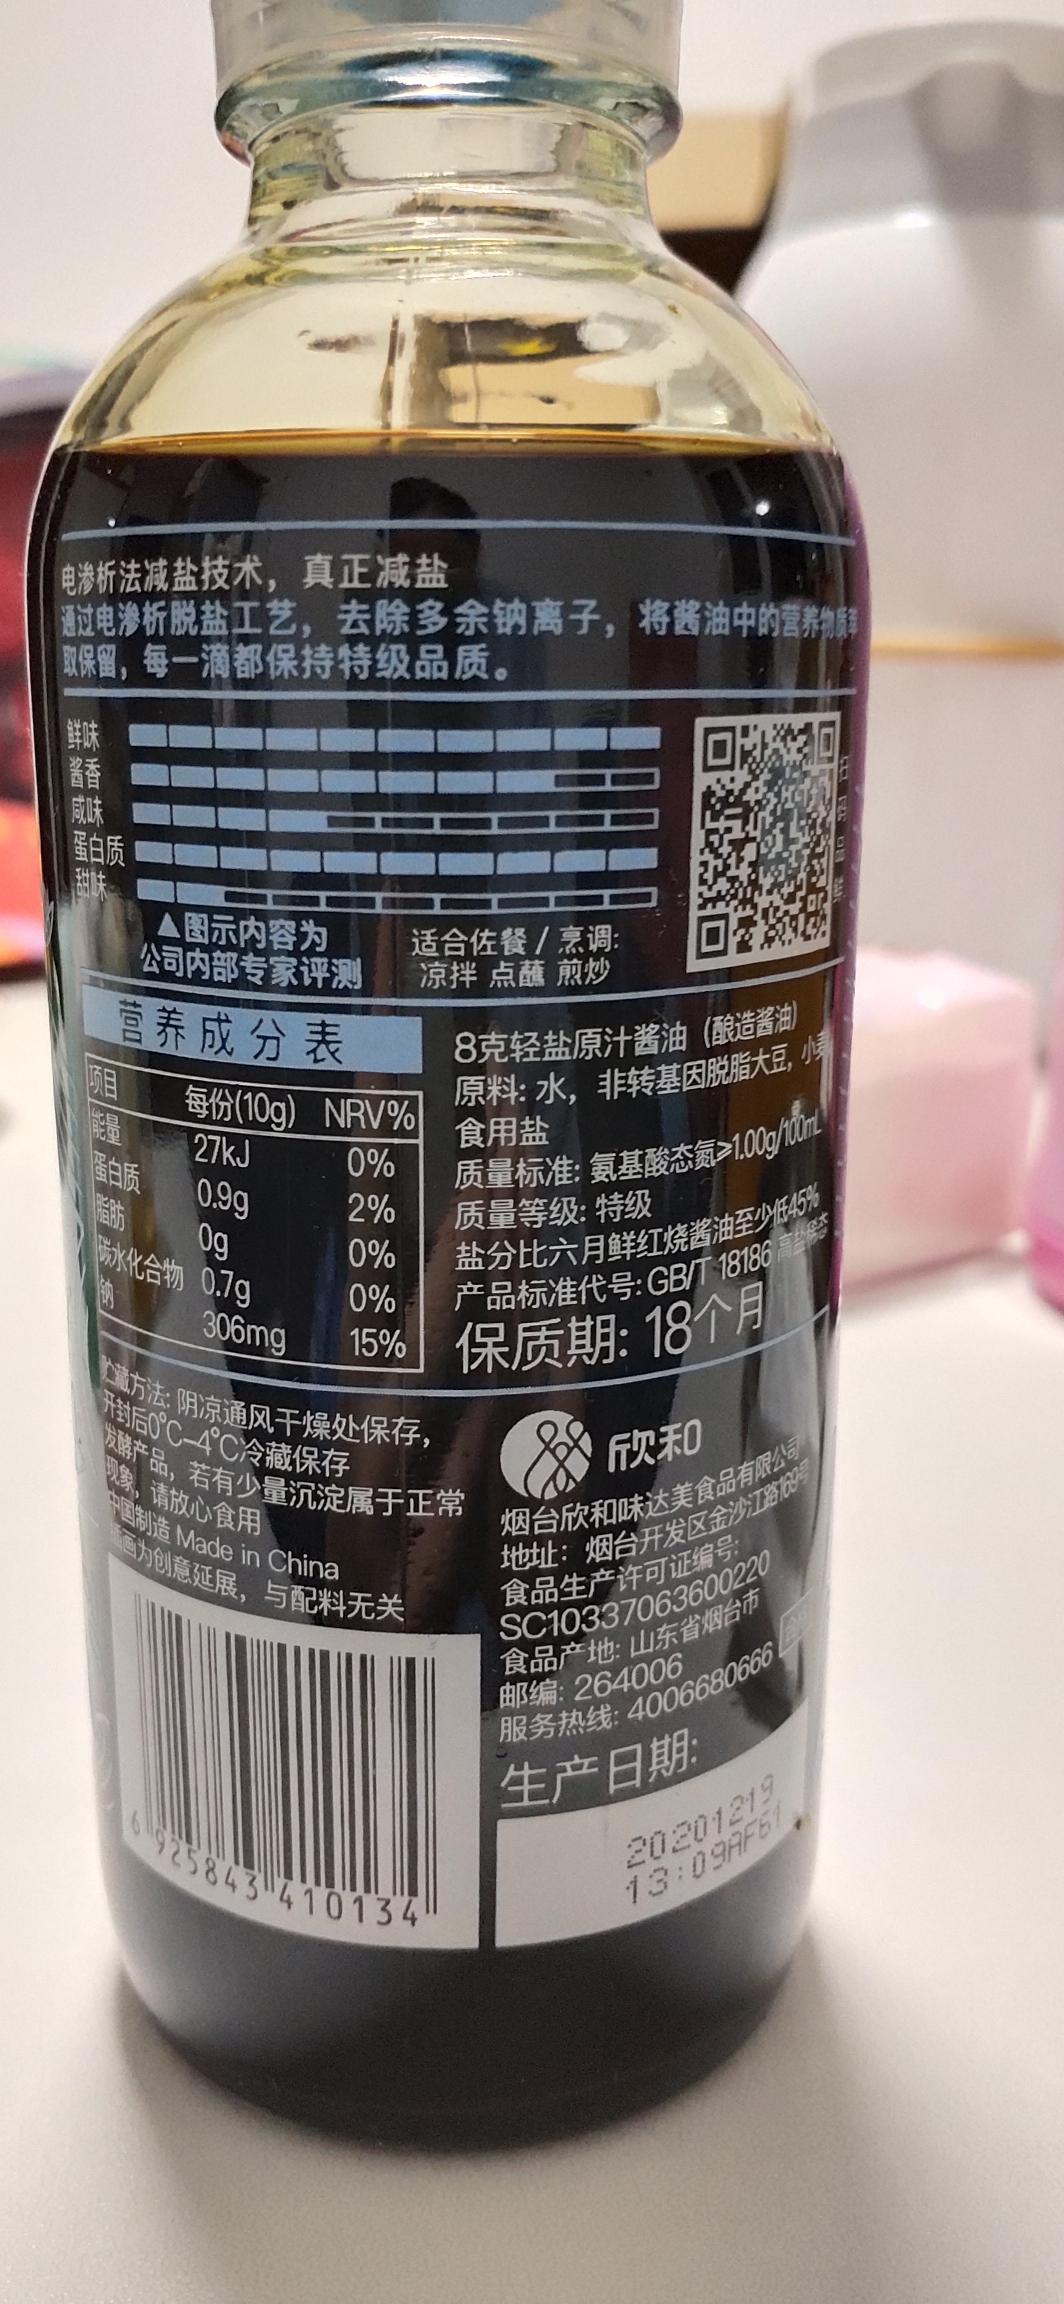 电渗析法减盐技术，真正减盐
通过电渗析脱盐工艺，去除多余钠离子，将酱油中的营养物质萃
取保留，每一滴都保持特级品质。
鲜味
酱香
咸味
蛋白质
甜味
扫码品鲜
▲图示内容为
公司内部专家评测
适合佐餐/烹调:
凉拌 点蘸 煎炒
营养成分表
项目 每份(10g) NRV%
能量 27kJ 0%
蛋白质 0.9g 2%
脂肪 0g 0%
碳水化合物 0.7g 0%
钠 306mg 15%
8克轻盐原汁酱油（酿造酱油）
原料: 水，非转基因脱脂大豆，小麦
食用盐
质量标准: 氨基酸态氮≥1.00g/100mL
质量等级: 特级
盐分比六月鲜红烧酱油至少低45%
产品标准代号: GB/T 18186 高盐稀态
保质期: 18个月
贮藏方法: 阴凉通风干燥处保存，
开封后0℃–4℃冷藏保存
发酵产品，若有少量沉淀属于正常
现象，请放心食用
中国制造 Made in China
插画为创意延展，与配料无关
6 925843 410134
欣和
烟台欣和味达美食品有限公司
地址：烟台开发区金沙江路169号
食品生产许可证编号:
SC10337063600220
食品产地: 山东省烟台市
邮编: 264006
服务热线: 4006680666
生产日期:
20201219
13:09AF61